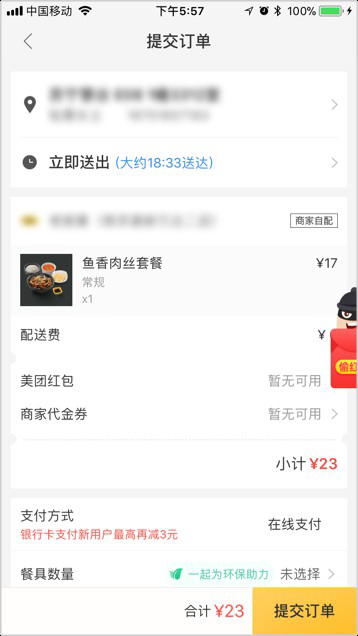 中国移动 下午5:57 100%
提交订单
立即送出 (大约18:33送达)
商家自配
鱼香肉丝套餐 ¥17
常规
x1
配送费 ¥
偷红
美团红包 暂无可用
商家代金券 暂无可用
小计 ¥23
支付方式 在线支付
银行卡支付新用户最高再减3元
餐具数量 一起为环保助力 未选择
合计 ¥23 提交订单